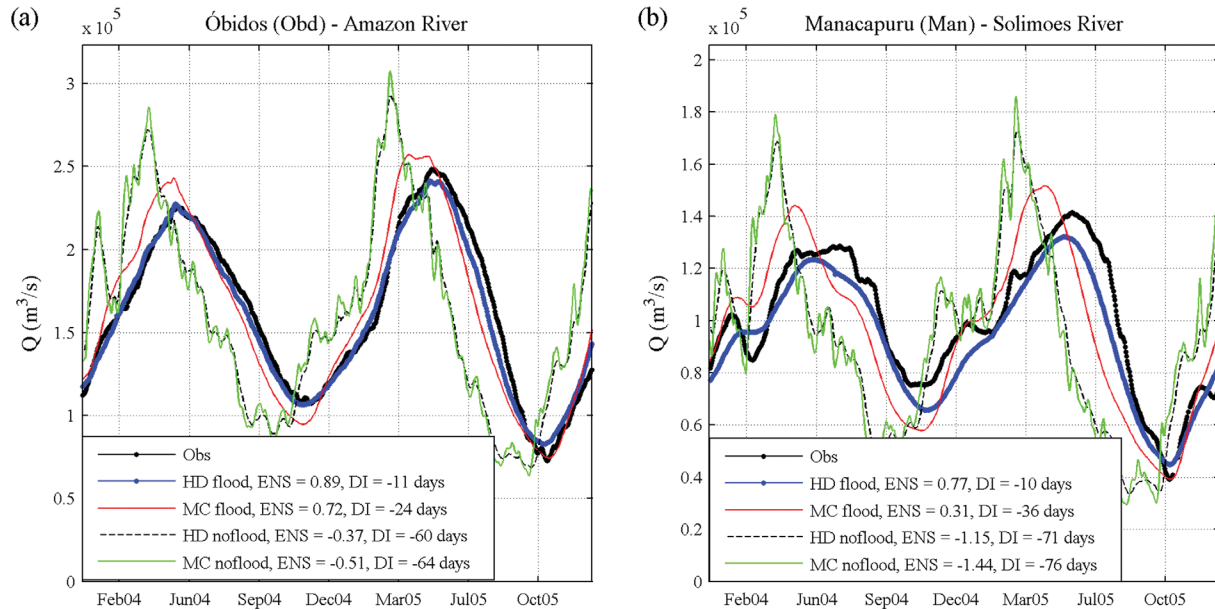 (a)
Óbidos (Obd) - Amazon River
x 10^5
Q (m^3/s)
3
2.5
2
1.5
1
0.5
0
Obs
HD flood, ENS = 0.89, DI = -11 days
MC flood, ENS = 0.72, DI = -24 days
HD noflood, ENS = -0.37, DI = -60 days
MC noflood, ENS = -0.51, DI = -64 days
Feb04 Jun04 Sep04 Dec04 Mar05 Jul05 Oct05
(b)
Manacapuru (Man) - Solimoes River
x 10^5
Q (m^3/s)
2
1.8
1.6
1.4
1.2
1
0.8
0.6
0.4
0.2
0
Obs
HD flood, ENS = 0.77, DI = -10 days
MC flood, ENS = 0.31, DI = -36 days
HD noflood, ENS = -1.15, DI = -71 days
MC noflood, ENS = -1.44, DI = -76 days
Feb04 Jun04 Sep04 Dec04 Mar05 Jul05 Oct05